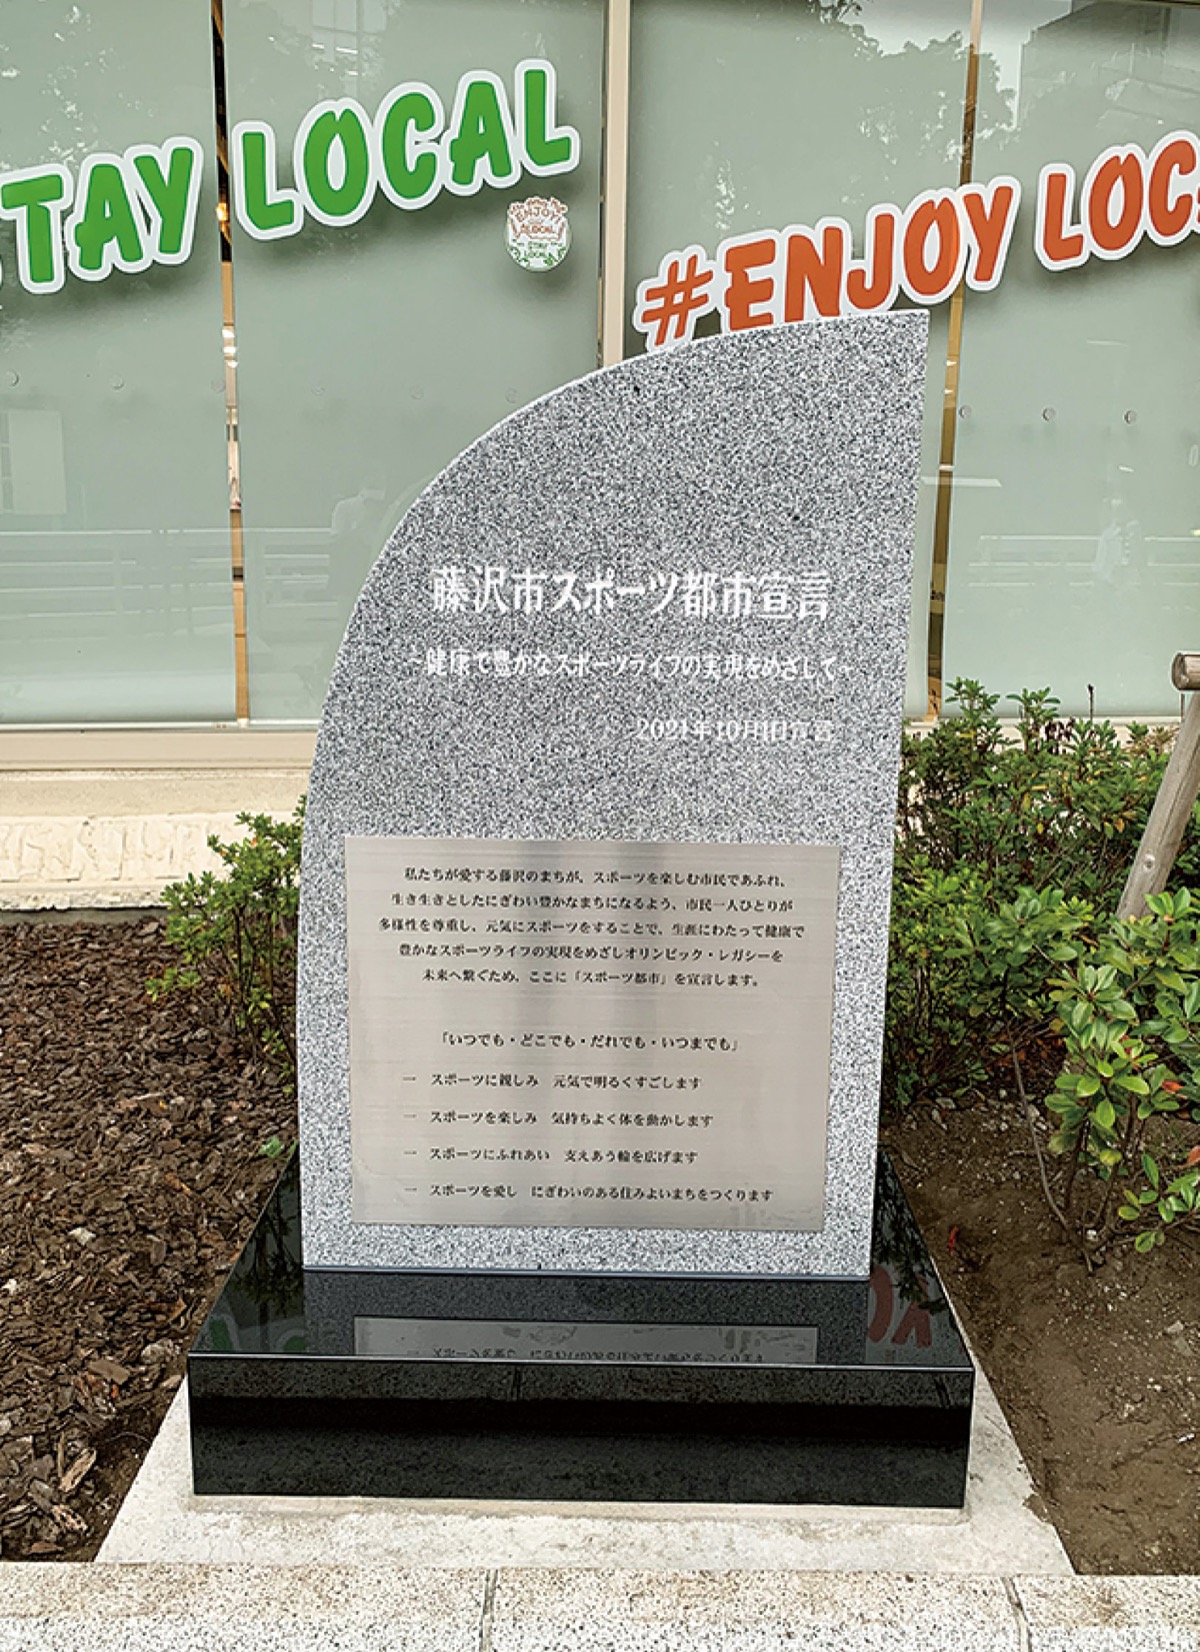 TAY LOCAL
ENJOY!
LOCAL
STAY
LOCAL
#ENJOY LOC
藤沢市スポーツ都市宣言
-健康で豊かなスポーツライフの実現をめざして-
2021年10月1日宣言
私たちが愛する藤沢のまちが、スポーツを楽しむ市民であふれ、
生き生きとしたにぎわい豊かなまちになるよう、市民一人ひとりが
多様性を尊重し、元気にスポーツをすることで、生涯にわたって健康で
豊かなスポーツライフの実現をめざしオリンピック・レガシーを
未来へ繋ぐため、ここに「スポーツ都市」を宣言します。
「いつでも・どこでも・だれでも・いつまでも」
一 スポーツに親しみ 元気で明るくすごします
一 スポーツを楽しみ 気持ちよく体を動かします
一 スポーツにふれあい 支えあう輪を広げます
一 スポーツを愛し にぎわいのある住みよいまちをつくります